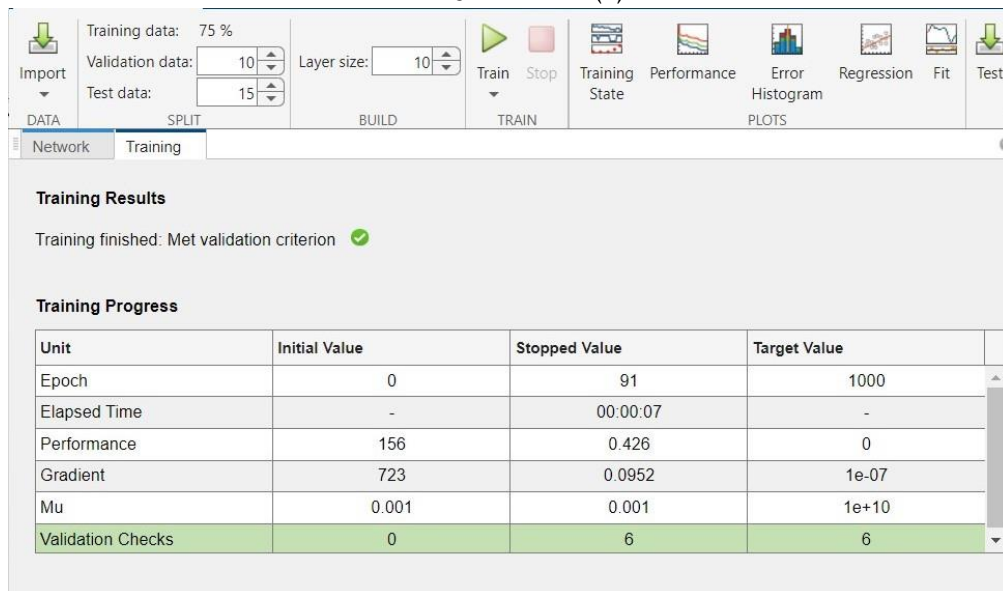 Training data: 75 %
Validation data: 10
Test data: 15
Import
Layer size: 10
Train Stop
Training State
Performance
Error Histogram
Regression
Fit
Test
DATA SPLIT BUILD TRAIN PLOTS
Network Training
Training Results
Training finished: Met validation criterion
Training Progress
Unit Initial Value Stopped Value Target Value
Epoch 0 91 1000
Elapsed Time - 00:00:07 -
Performance 156 0.426 0
Gradient 723 0.0952 1e-07
Mu 0.001 0.001 1e+10
Validation Checks 0 6 6